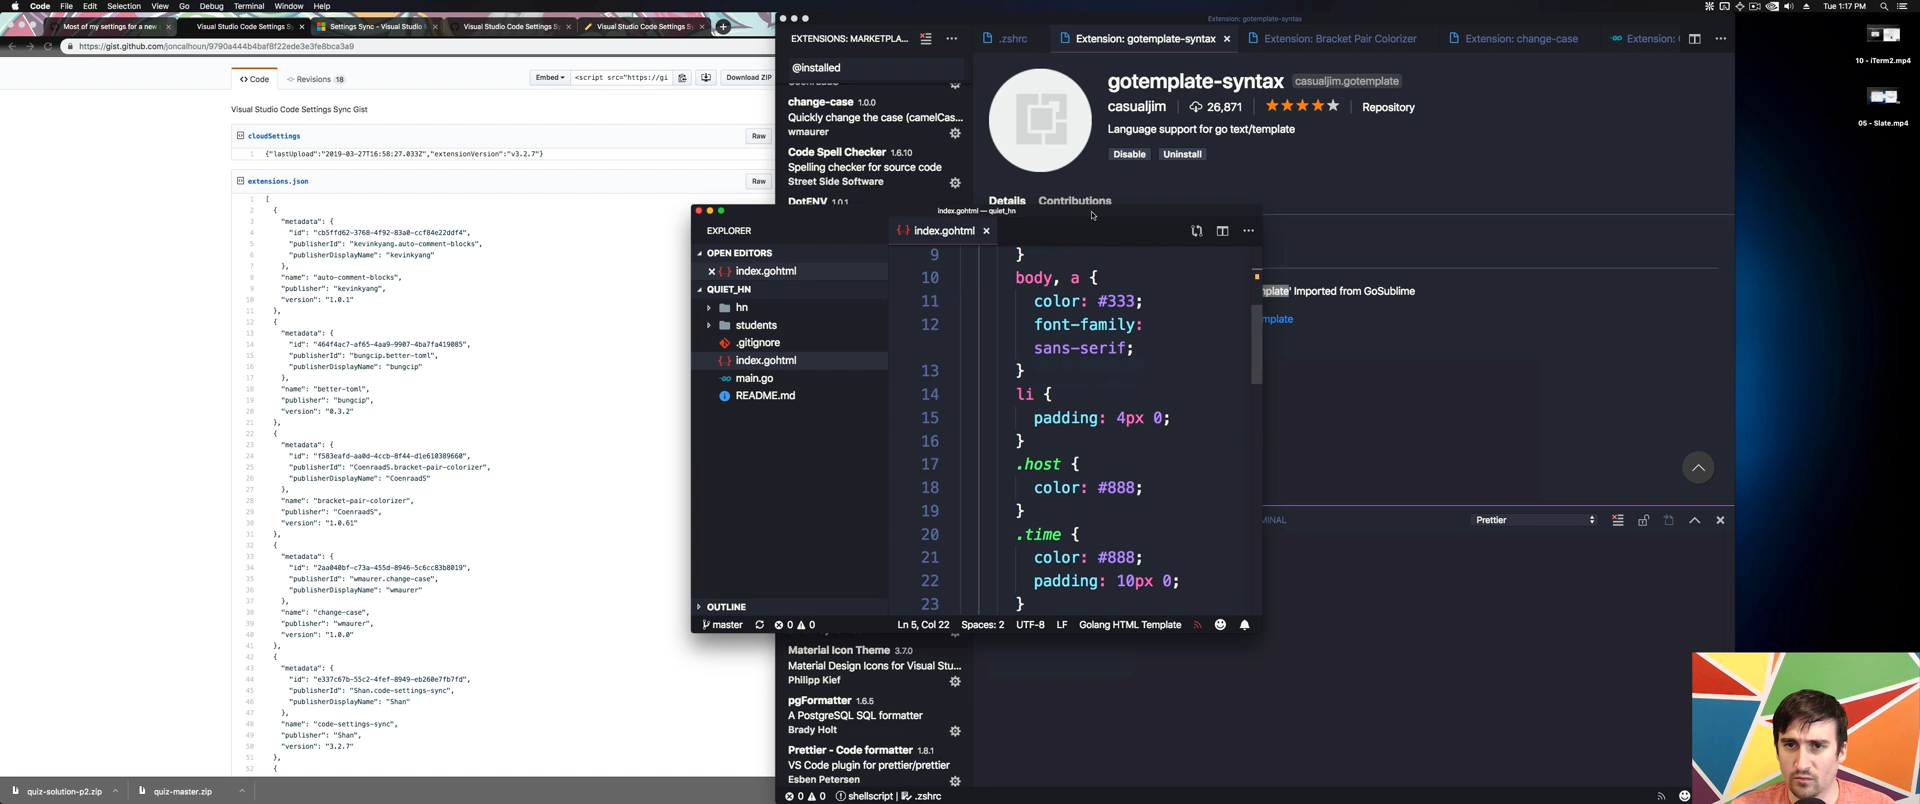 Code File Edit Selection View Go Debug Terminal Window Help
Tue 1:17 PM
Most of my settings for a new
Visual Studio Code Settings Sy
Settings Sync – Visual Studio
Visual Studio Code Settings Sy
Visual Studio Code Settings Sy
https://gist.github.com/joncalhoun/9790a444b4baf8f22ede3e3fe8bca3a9
Code
Revisions 18
Embed
<script src="https://gi
Download ZIP
Visual Studio Code Settings Sync Gist
cloudSettings
Raw
1 {"lastUpload":"2019-03-27T16:58:27.033Z","extensionVersion":"v3.2.7"}
extensions.json
Raw
1 [
2 {
3 "metadata": {
4 "id": "cb5ffd62-3768-4f92-83a0-ccf84e22ddf4",
5 "publisherId": "kevinkyang.auto-comment-blocks",
6 "publisherDisplayName": "kevinkyang"
7 },
8 "name": "auto-comment-blocks",
9 "publisher": "kevinkyang",
10 "version": "1.0.1"
11 },
12 {
13 "metadata": {
14 "id": "464f4ac7-af65-4aa9-9907-4ba7fa419085",
15 "publisherId": "bungcip.better-toml",
16 "publisherDisplayName": "bungcip"
17 },
18 "name": "better-toml",
19 "publisher": "bungcip",
20 "version": "0.3.2"
21 },
22 {
23 "metadata": {
24 "id": "f583eafd-aa0d-4ccb-8f44-d1e610389660",
25 "publisherId": "CoenraadS.bracket-pair-colorizer",
26 "publisherDisplayName": "CoenraadS"
27 },
28 "name": "bracket-pair-colorizer",
29 "publisher": "CoenraadS",
30 "version": "1.0.61"
31 },
32 {
33 "metadata": {
34 "id": "2aa040bf-c73a-455d-8946-5c6cc83b8019",
35 "publisherId": "wmaurer.change-case",
36 "publisherDisplayName": "wmaurer"
37 },
38 "name": "change-case",
39 "publisher": "wmaurer",
40 "version": "1.0.0"
41 },
42 {
43 "metadata": {
44 "id": "e337c67b-55c2-4fef-8949-eb260e7fb7fd",
45 "publisherId": "Shan.code-settings-sync",
46 "publisherDisplayName": "Shan"
47 },
48 "name": "code-settings-sync",
49 "publisher": "Shan",
50 "version": "3.2.7"
51 },
52 {
quiz-solution-p2.zip
quiz-master.zip
Extension: gotemplate-syntax
EXTENSIONS: MARKETPLA...
.zshrc
Extension: gotemplate-syntax
Extension: Bracket Pair Colorizer
Extension: change-case
Extension:
@installed
change-case 1.0.0
Quickly change the case (camelCas...
wmaurer
Code Spell Checker 1.6.10
Spelling checker for source code
Street Side Software
DotENV 1.0.1
gotemplate-syntax casualjim.gotemplate
casualjim 26,871 Repository
Language support for go text/template
Disable Uninstall
Details Contributions
mplate' Imported from GoSublime
mplate
MINAL
Prettier
index.gohtml — quiet_hn
EXPLORER
index.gohtml
OPEN EDITORS
index.gohtml
QUIET_HN
hn
students
.gitignore
index.gohtml
main.go
README.md
OUTLINE
9 }
10 body, a {
11 color: #333;
12 font-family:
sans-serif;
13 }
14 li {
15 padding: 4px 0;
16 }
17 .host {
18 color: #888;
19 }
20 .time {
21 color: #888;
22 padding: 10px 0;
23 }
master 0 0 Ln 5, Col 22 Spaces: 2 UTF-8 LF Golang HTML Template
Material Icon Theme 3.7.0
Material Design Icons for Visual Stu...
Philipp Kief
pgFormatter 1.6.5
A PostgreSQL SQL formatter
Brady Holt
Prettier - Code formatter 1.8.1
VS Code plugin for prettier/prettier
Esben Petersen
0 0 shellscript | .zshrc
10 - iTerm2.mp4
05 - Slate.mp4